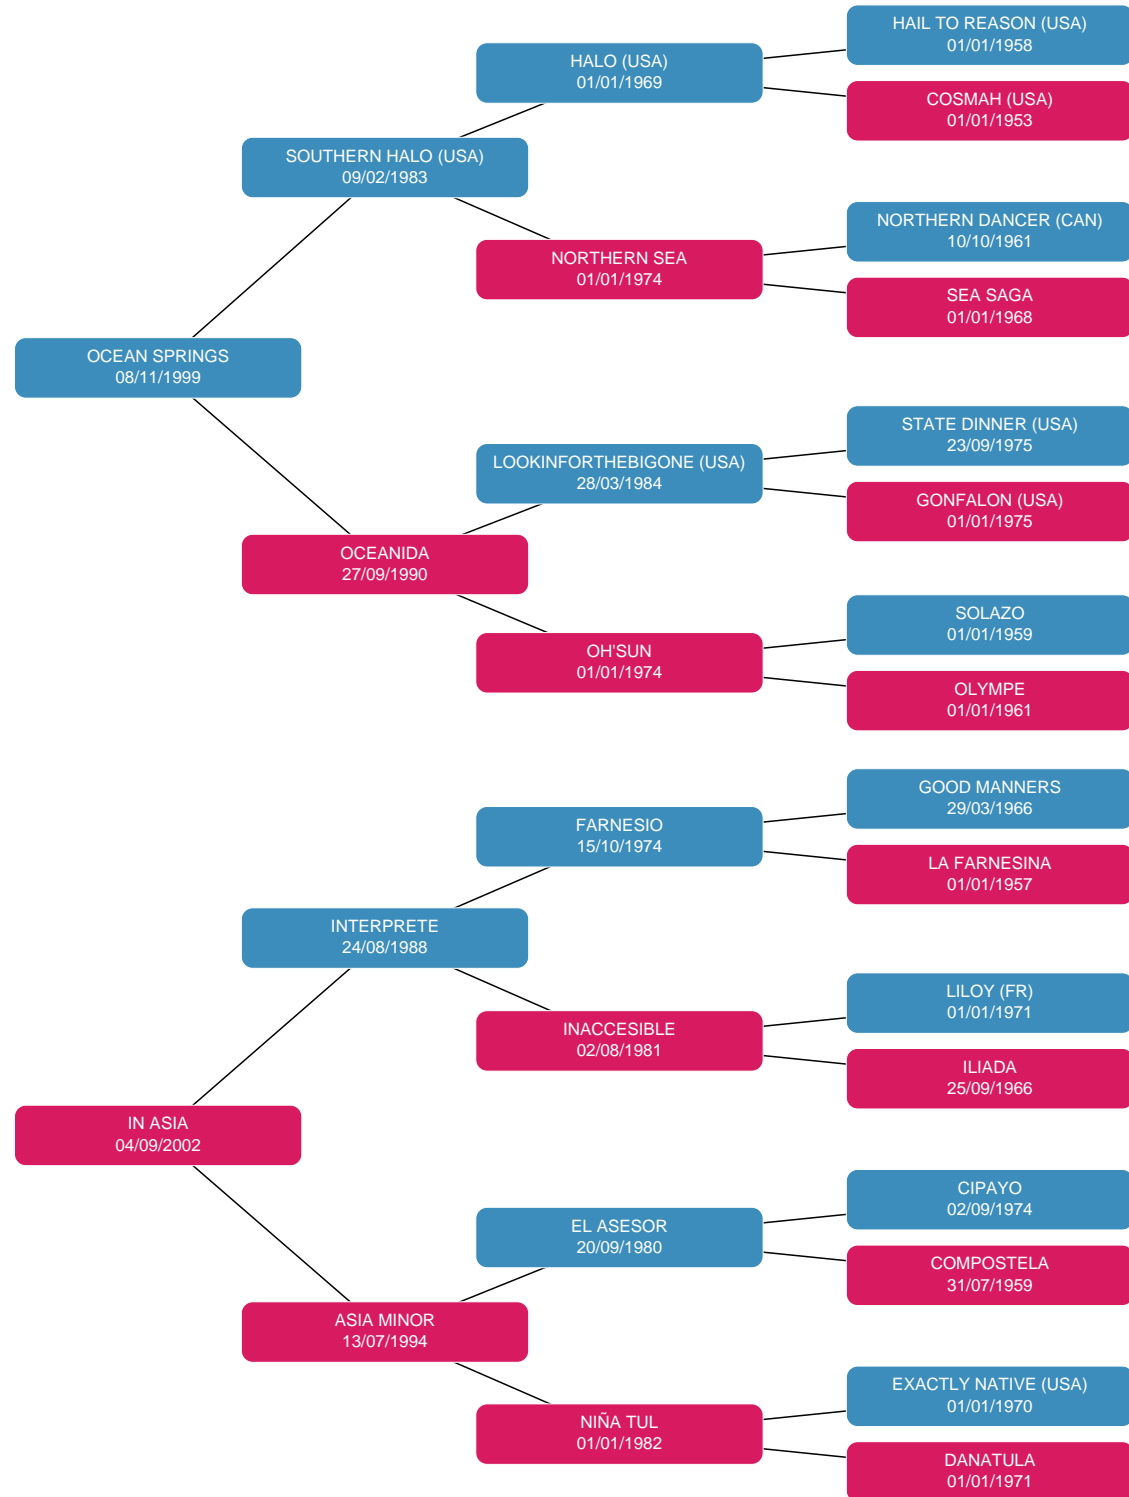 HAIL TO REASON (USA)
01/01/1958
HALO (USA)
01/01/1969
COSMAH (USA)
01/01/1953
SOUTHERN HALO (USA)
09/02/1983
NORTHERN DANCER (CAN)
10/10/1961
NORTHERN SEA
01/01/1974
SEA SAGA
01/01/1968
OCEAN SPRINGS
08/11/1999
STATE DINNER (USA)
23/09/1975
LOOKINFORTHEBIGONE (USA)
28/03/1984
GONFALON (USA)
01/01/1975
OCEANIDA
27/09/1990
SOLAZO
01/01/1959
OH'SUN
01/01/1974
OLYMPE
01/01/1961
GOOD MANNERS
29/03/1966
FARNESIO
15/10/1974
LA FARNESINA
01/01/1957
INTERPRETE
24/08/1988
LILOY (FR)
01/01/1971
INACCESIBLE
02/08/1981
ILIADA
25/09/1966
IN ASIA
04/09/2002
CIPAYO
02/09/1974
EL ASESOR
20/09/1980
COMPOSTELA
31/07/1959
ASIA MINOR
13/07/1994
EXACTLY NATIVE (USA)
01/01/1970
NIÑA TUL
01/01/1982
DANATULA
01/01/1971